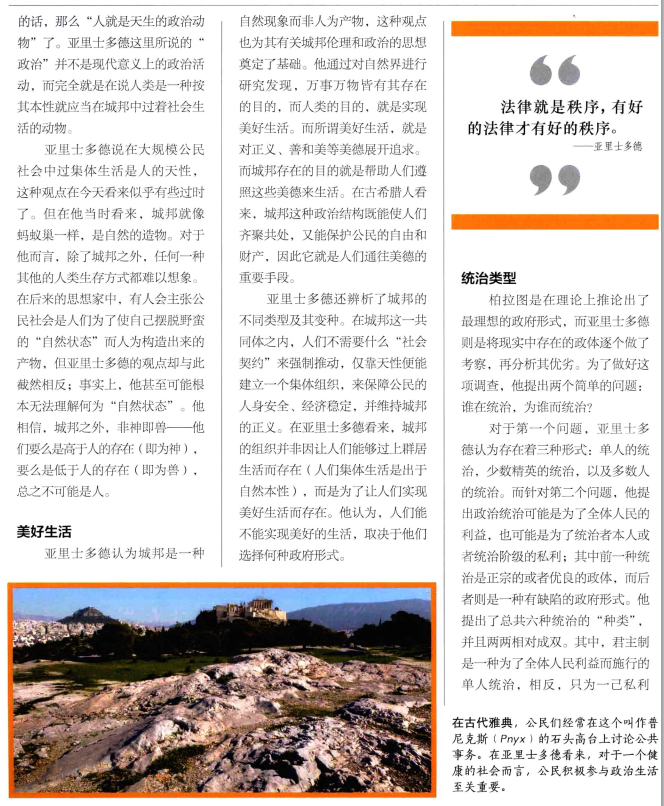 的话，那么“人就是天生的政治动
物”了。亚里士多德这里所说的“
政治”并不是现代意义上的政治活
动，而完全就是在说人类是一种按
其本性就应当在城邦中过着社会生
活的动物。
亚里士多德说在大规模公民
社会中过集体生活是人的天性，
这种观点在今天看来似乎有些过时
了。但在他当时看来，城邦就像
蚂蚁巢一样，是自然的造物。对于
他而言，除了城邦之外，任何一种
其他的人类生存方式都难以想象。
在后来的思想家中，有人会主张公
民社会是人们为了使自己摆脱野蛮
的“自然状态”而人为构造出来的
产物，但亚里士多德的观点却与此
截然相反；事实上，他甚至可能根
本无法理解何为“自然状态”。他
相信，城邦之外，非神即兽——他
们要么是高于人的存在（即为神），
要么是低于人的存在（即为兽），
总之不可能是人。
美好生活
亚里士多德认为城邦是一种
自然现象而非人为产物，这种观点
也为其有关城邦伦理和政治的思想
奠定了基础。他通过对自然界进行
研究发现，万事万物皆有其存在
的目的，而人类的目的，就是实现
美好生活。而所谓美好生活，就是
对正义、善和美等美德展开追求。
而城邦存在的目的就是帮助人们遵
照这些美德来生活。在古希腊人看
来，城邦这种政治结构既能使人们
齐聚共处，又能保护公民的自由和
财产，因此它就是人们通往美德的
重要手段。
亚里士多德还辨析了城邦的
不同类型及其变种。在城邦这一共
同体之内，人们不需要什么“社会
契约”来强制推动，仅靠天性便能
建立一个集体组织，来保障公民的
人身安全、经济稳定，并维持城邦
的正义。在亚里士多德看来，城邦
的组织并非因让人们能够过上群居
生活而存在（人们集体生活是出于
自然本性），而是为了让人们实现
美好生活而存在。他认为，人们能
不能实现美好的生活，取决于他们
选择何种政府形式。
“
法律就是秩序，有好
的法律才有好的秩序。
——亚里士多德
”
统治类型
柏拉图是在理论上推论出了
最理想的政府形式，而亚里士多德
则是将现实中存在的政体逐个做了
考察，再分析其优劣。为了做好这
项调查，他提出两个简单的问题：
谁在统治，为谁而统治？
对于第一个问题，亚里士多
德认为存在着三种形式：单人的统
治，少数精英的统治，以及多数人
的统治。而针对第二个问题，他提
出政治统治可能是为了全体人民的
利益，也可能是为了统治者本人或
者统治阶级的私利；其中前一种统
治是正宗的或者优良的政体，而后
者则是一种有缺陷的政府形式。他
提出了总共六种统治的“种类”，
并且两两相对成双。其中，君主制
是一种为了全体人民利益而施行的
单人统治，相反，只为一己私利
在古代雅典，公民们经常在这个叫作普
尼克斯（Pnyx）的石头高台上讨论公共
事务。在亚里士多德看来，对于一个健
康的社会而言，公民积极参与政治生活
至关重要。